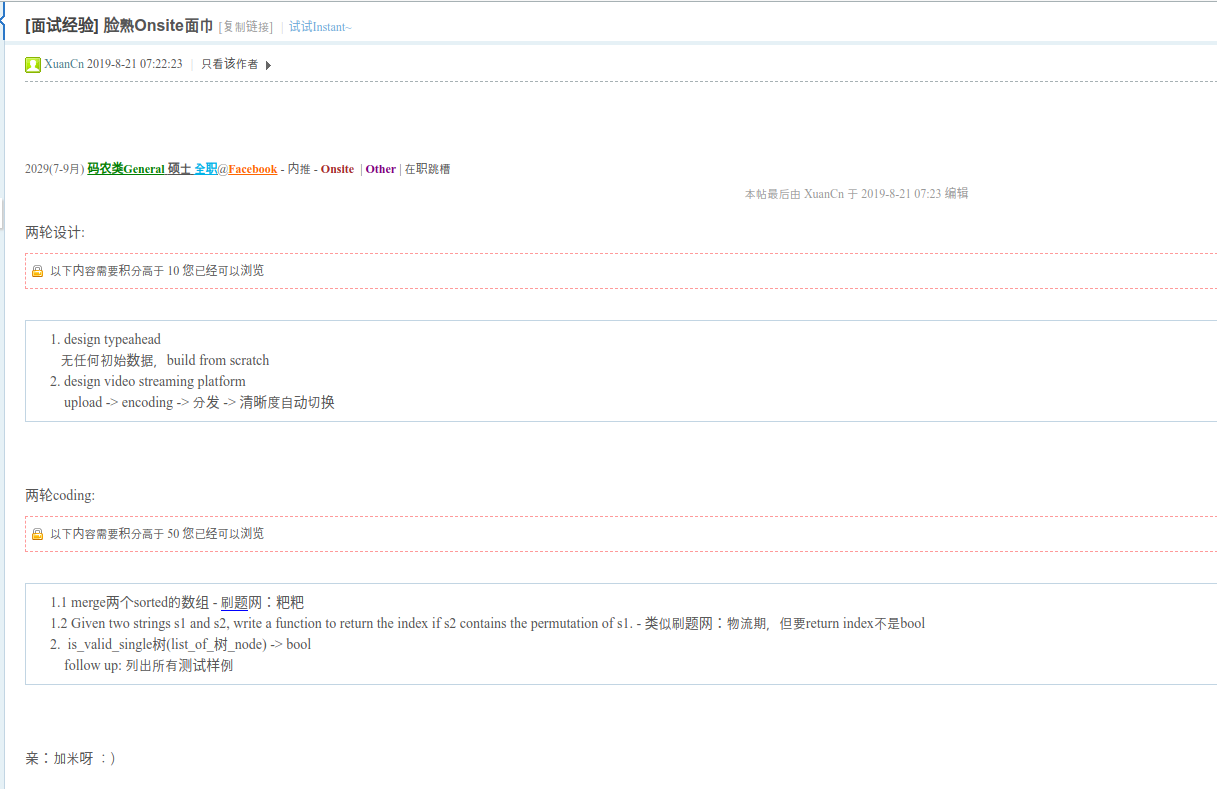 [面试经验] 脸熟Onsite面巾 [复制链接] | 试试Instant~
XuanCn 2019-8-21 07:22:23 | 只看该作者
2029(7-9月) 码农类General 硕士 全职@Facebook - 内推 - Onsite | Other | 在职跳槽
本帖最后由 XuanCn 于 2019-8-21 07:23 编辑
两轮设计:
以下内容需要积分高于 10 您已经可以浏览
1. design typeahead
无任何初始数据，build from scratch
2. design video streaming platform
upload -> encoding -> 分发 -> 清晰度自动切换
两轮coding:
以下内容需要积分高于 50 您已经可以浏览
1.1 merge两个sorted的数组 - 刷题网：粑粑
1.2 Given two strings s1 and s2, write a function to return the index if s2 contains the permutation of s1. - 类似刷题网：物流期，但要return index不是bool
2. is_valid_single树(list_of_树_node) -> bool
follow up: 列出所有测试样例
亲：加米呀 ：）